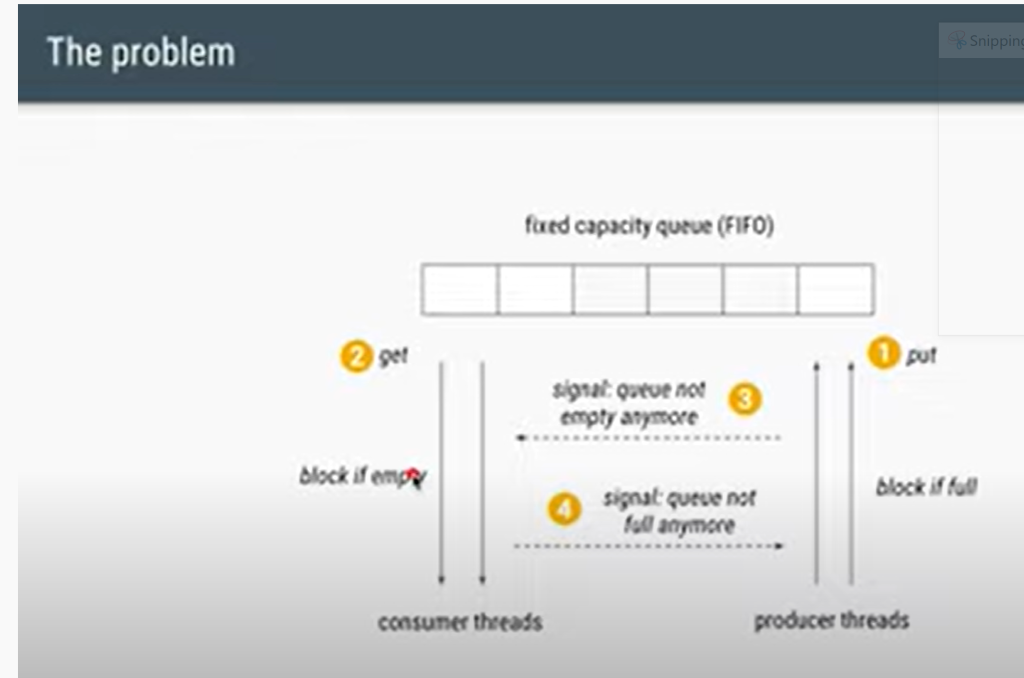 The problem
Snipping
fixed capacity queue (FIFO)
2 get
1 put
signal: queue not
empty anymore
3
block if empty
block if full
4
signal: queue not
full anymore
consumer threads
producer threads